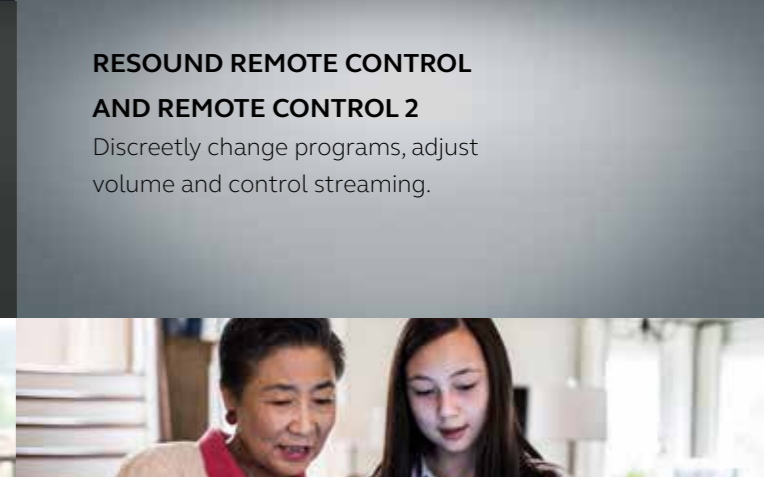 RESOUND REMOTE CONTROL
AND REMOTE CONTROL 2
Discreetly change programs, adjust
volume and control streaming.